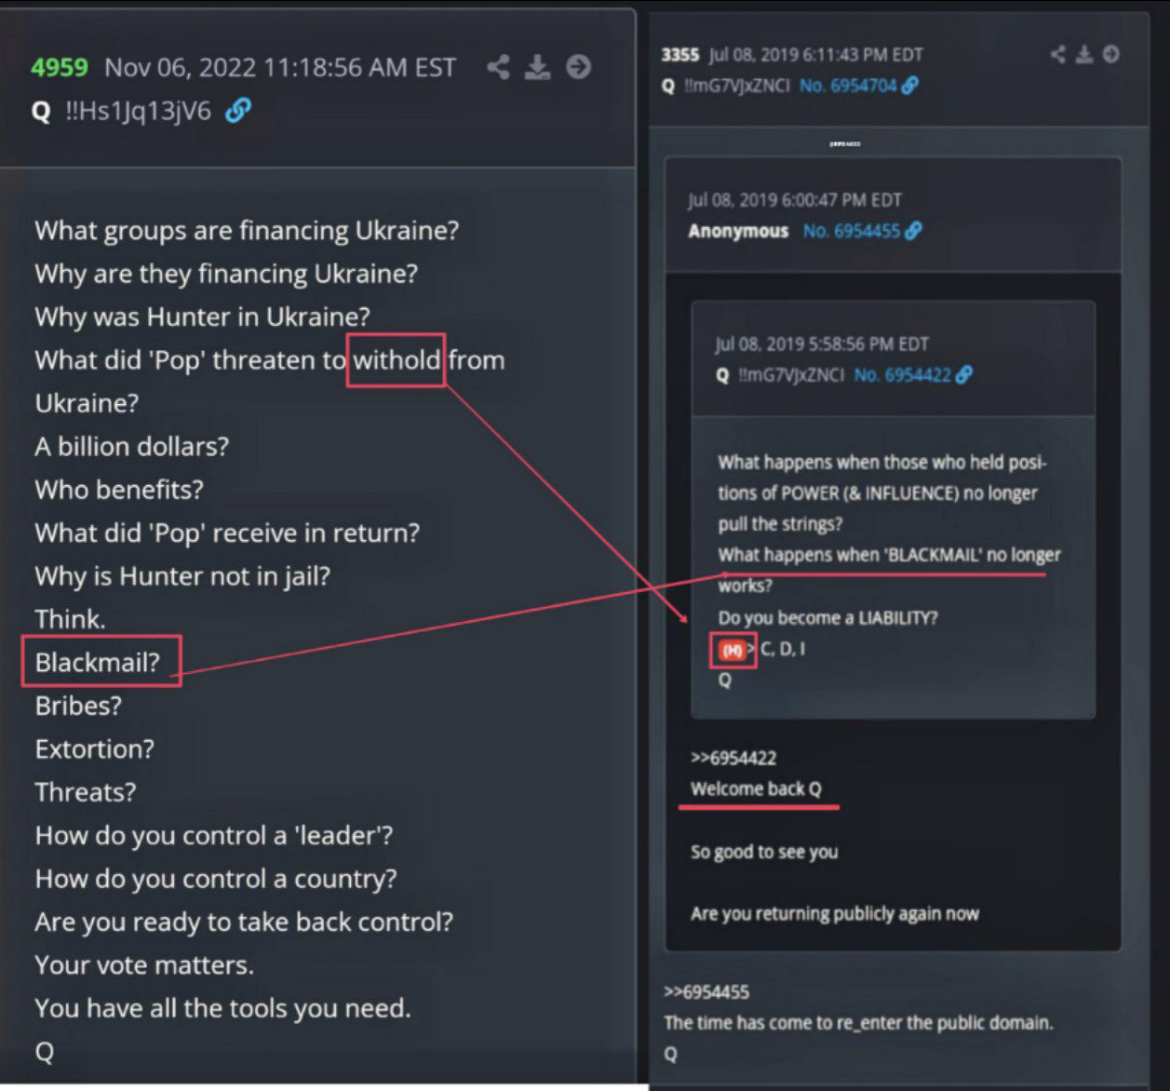 4959 Nov 06, 2022 11:18:56 AM EST
Q !!Hs1Jq13jV6
What groups are financing Ukraine?
Why are they financing Ukraine?
Why was Hunter in Ukraine?
What did 'Pop' threaten to withold from
Ukraine?
A billion dollars?
Who benefits?
What did 'Pop' receive in return?
Why is Hunter not in jail?
Think.
Blackmail?
Bribes?
Extortion?
Threats?
How do you control a 'leader'?
How do you control a country?
Are you ready to take back control?
Your vote matters.
You have all the tools you need.
Q
3355 Jul 08, 2019 6:11:43 PM EDT
Q !!mG7VJxZNCI No. 6954704
Jul 08, 2019 6:00:47 PM EDT
Anonymous No. 6954455
Jul 08, 2019 5:58:56 PM EDT
Q !!mG7VJxZNCI No. 6954422
What happens when those who held posi-
tions of POWER (& INFLUENCE) no longer
pull the strings?
What happens when 'BLACKMAIL' no longer
works?
Do you become a LIABILITY?
(H) > C, D, I
Q
>>6954422
Welcome back Q
So good to see you
Are you returning publicly again now
>>6954455
The time has come to re_enter the public domain.
Q